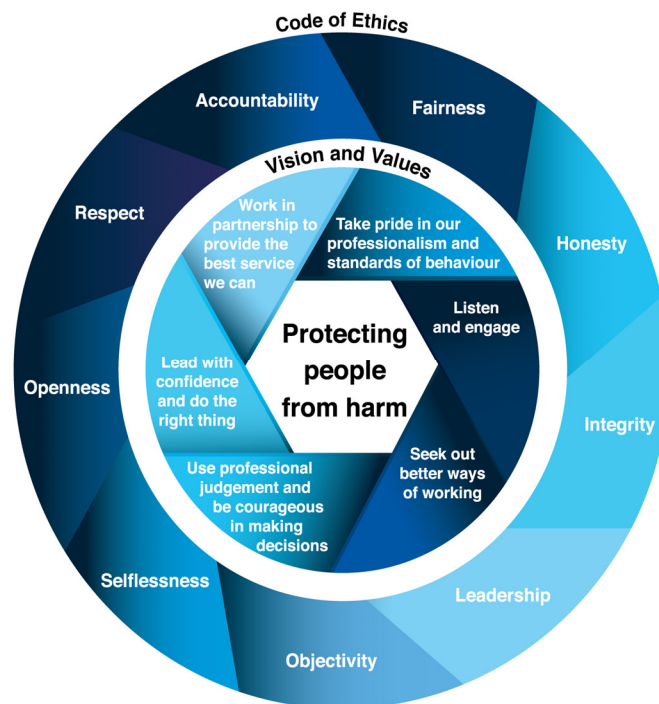 Code of Ethics
Accountability
Fairness
Honesty
Integrity
Leadership
Objectivity
Selflessness
Openness
Respect
Vision and Values
Work in
partnership to
provide the
best service
we can
Take pride in our
professionalism and
standards of behaviour
Listen
and engage
Seek out
better ways
of working
Use professional
judgement and
be courageous
in making
decisions
Lead with
confidence
and do the
right thing
Protecting
people
from harm